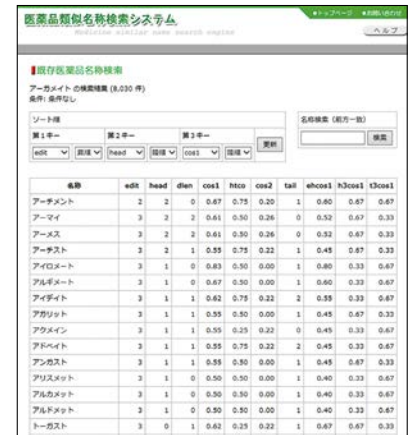 医薬品類似名称検索システム
Medicine similar name search engine
トップページ お問い合わせ
ヘルプ
既存医薬品名称検索
アーガメイト の検索結果 (8,030 件)
条件: 条件なし
ソート順
名称検索 (前方一致)
第1キー 第2キー 第3キー
edit 昇順 head 降順 cos1 降順 更新 検索
名称 edit head dlen cos1 htco cos2 tail ehcos1 h3cos1 t3cos1
アーチメント 2 2 0 0.67 0.75 0.20 1 0.60 0.67 0.67
アーマイ 3 2 2 0.61 0.50 0.26 0 0.52 0.67 0.33
アーメス 3 2 2 0.61 0.50 0.26 0 0.52 0.67 0.33
アーテスト 3 2 1 0.55 0.75 0.22 1 0.45 0.67 0.33
アイロメート 3 1 0 0.83 0.50 0.00 1 0.80 0.33 0.67
アルギメート 3 1 0 0.67 0.50 0.00 1 0.60 0.33 0.67
アイデイト 3 1 1 0.62 0.75 0.22 2 0.55 0.33 0.67
アガリット 3 1 1 0.55 0.50 0.00 1 0.45 0.67 0.33
アクメイン 3 1 1 0.55 0.25 0.22 0 0.45 0.33 0.67
アドベイト 3 1 1 0.55 0.75 0.22 2 0.45 0.33 0.67
アンガスト 3 1 1 0.55 0.50 0.00 1 0.45 0.67 0.33
アリスメット 3 1 0 0.50 0.50 0.00 1 0.40 0.33 0.67
アルカメット 3 1 0 0.50 0.50 0.00 1 0.40 0.33 0.67
アルドメット 3 1 0 0.50 0.50 0.00 1 0.40 0.33 0.67
トーガスト 3 0 1 0.62 0.25 0.22 1 0.67 0.67 0.33